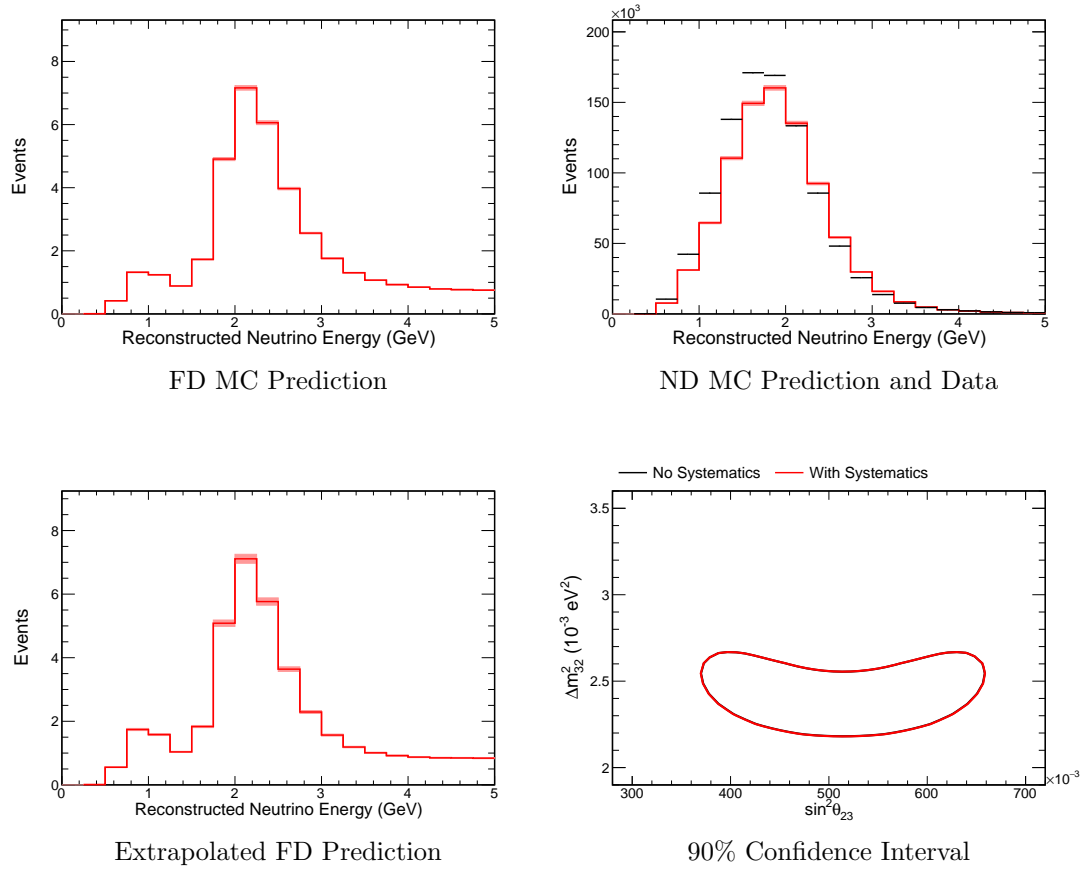 8
6
4
2
0
Events
0 1 2 3 4 5
Reconstructed Neutrino Energy (GeV)
FD MC Prediction
×10³
200
150
100
50
0
Events
0 1 2 3 4 5
Reconstructed Neutrino Energy (GeV)
ND MC Prediction and Data
8
6
4
2
0
Events
0 1 2 3 4 5
Reconstructed Neutrino Energy (GeV)
Extrapolated FD Prediction
No Systematics With Systematics
3.5
3
2.5
2
Δm²₃₂ (10⁻³ eV²)
300 400 500 600 700
×10⁻³
sin²θ₂₃
90% Confidence Interval